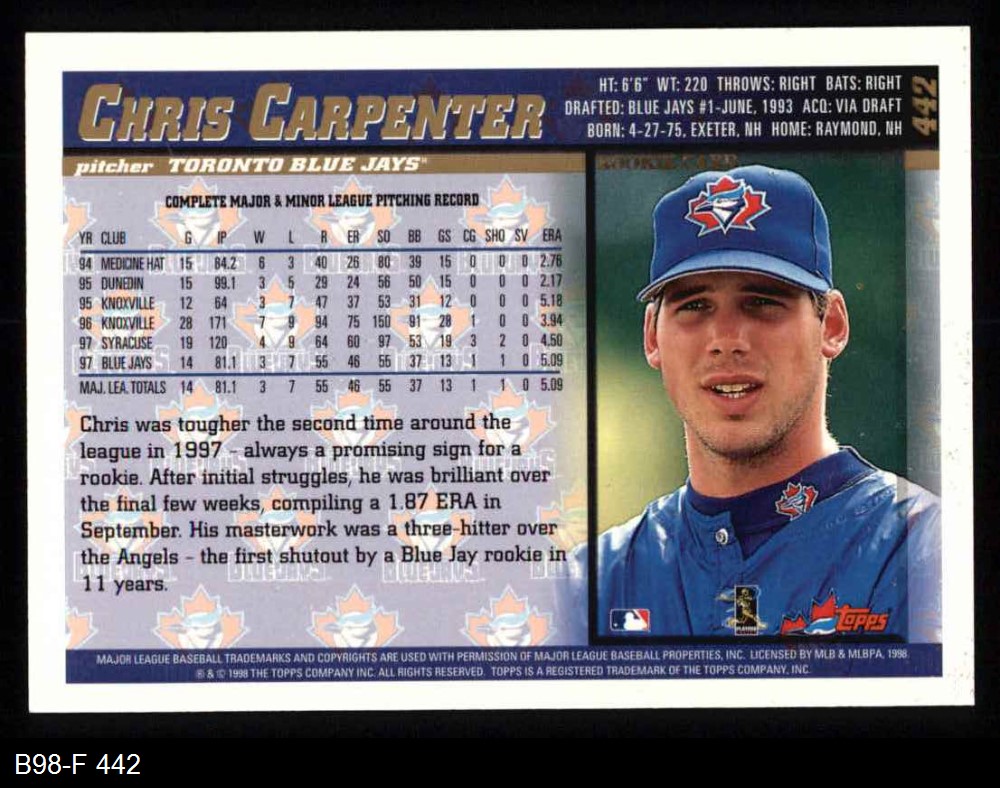 CHRIS CARPENTER
HT: 6'6" WT: 220 THROWS: RIGHT BATS: RIGHT
DRAFTED: BLUE JAYS #1-JUNE, 1993 ACQ: VIA DRAFT
BORN: 4-27-75, EXETER, NH HOME: RAYMOND, NH
442
pitcher TORONTO BLUE JAYS™
ROOKIE CARD
COMPLETE MAJOR & MINOR LEAGUE PITCHING RECORD
YR CLUB G IP W L R ER SO BB GS CG SHO SV ERA
94 MEDICINE HAT 15 84.2 6 3 40 26 80 39 15 0 0 0 2.76
95 DUNEDIN 15 99.1 3 5 29 24 56 50 15 0 0 0 2.17
95 KNOXVILLE 12 64 3 7 47 37 53 31 12 0 0 0 5.18
96 KNOXVILLE 28 171 7 9 94 75 150 91 28 0 0 3.94
97 SYRACUSE 19 120 4 9 64 60 97 53 19 3 2 0 4.50
97 BLUE JAYS 14 81.1 3 7 55 46 55 37 13 1 0 5.09
MAJ. LEA. TOTALS 14 81.1 3 7 55 46 55 37 13 1 1 0 5.09
Chris was tougher the second time around the
league in 1997 - always a promising sign for a
rookie. After initial struggles, he was brilliant over
the final few weeks, compiling a 1.87 ERA in
September. His masterwork was a three-hitter over
the Angels - the first shutout by a Blue Jay rookie in
11 years.
TOPPS
MAJOR LEAGUE BASEBALL TRADEMARKS AND COPYRIGHTS ARE USED WITH PERMISSION OF MAJOR LEAGUE BASEBALL PROPERTIES, INC. LICENSED BY MLB & MLBPA, 1998
® & © 1998 THE TOPPS COMPANY INC. ALL RIGHTS RESERVED. TOPPS IS A REGISTERED TRADEMARK OF THE TOPPS COMPANY, INC.
B98-F 442